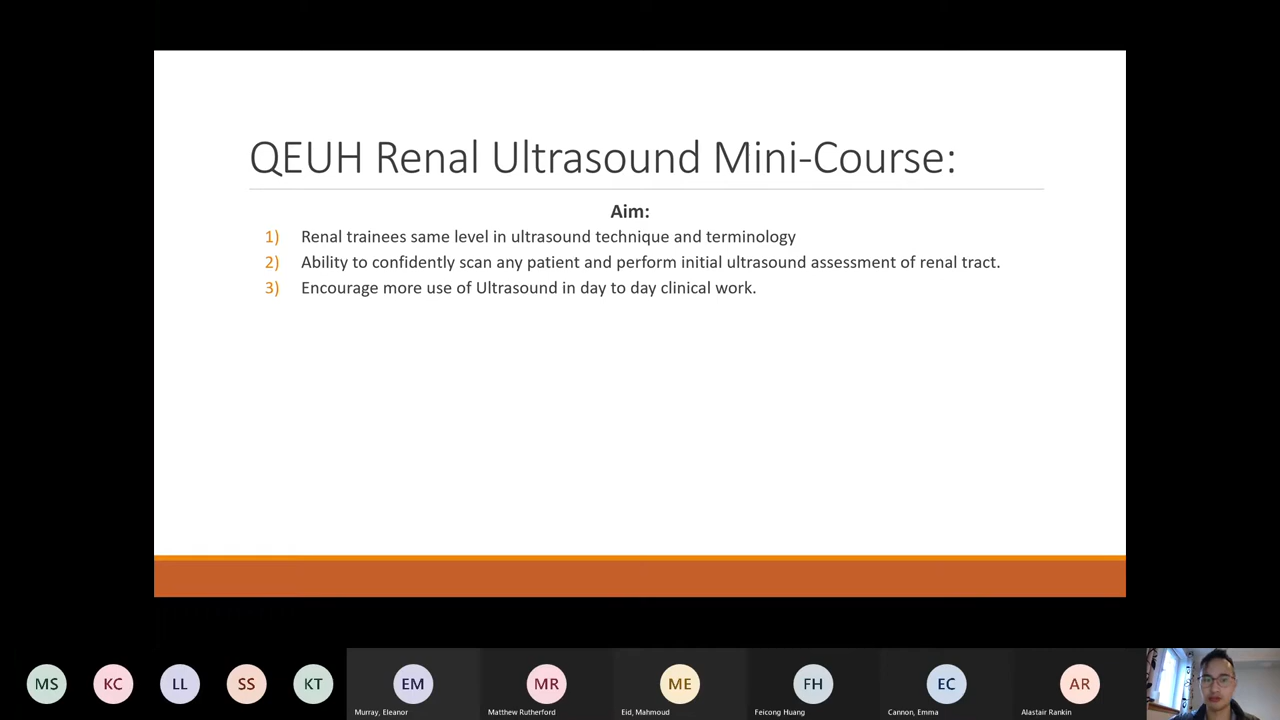 QEUH Renal Ultrasound Mini-Course:
Aim:
1) Renal trainees same level in ultrasound technique and terminology
2) Ability to confidently scan any patient and perform initial ultrasound assessment of renal tract.
3) Encourage more use of Ultrasound in day to day clinical work.
MS KC LL SS KT EM MR ME FH EC AR
Murray, Eleanor Matthew Rutherford Eid, Mahmoud Feicong Huang Cannon, Emma Alastair Rankin